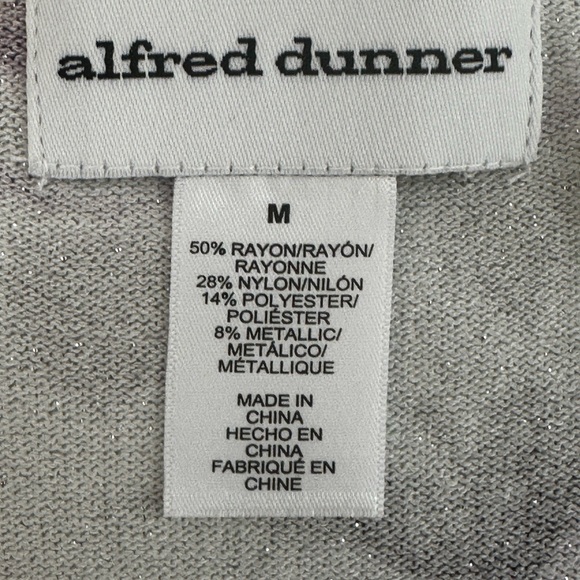 alfred dunner
M
50% RAYON/RAYÓN/
RAYONNE
28% NYLON/NILÓN
14% POLYESTER/
POLIÉSTER
8% METALLIC/
METÁLICO/
MÉTALLIQUE
MADE IN
CHINA
HECHO EN
CHINA
FABRIQUÉ EN
CHINE